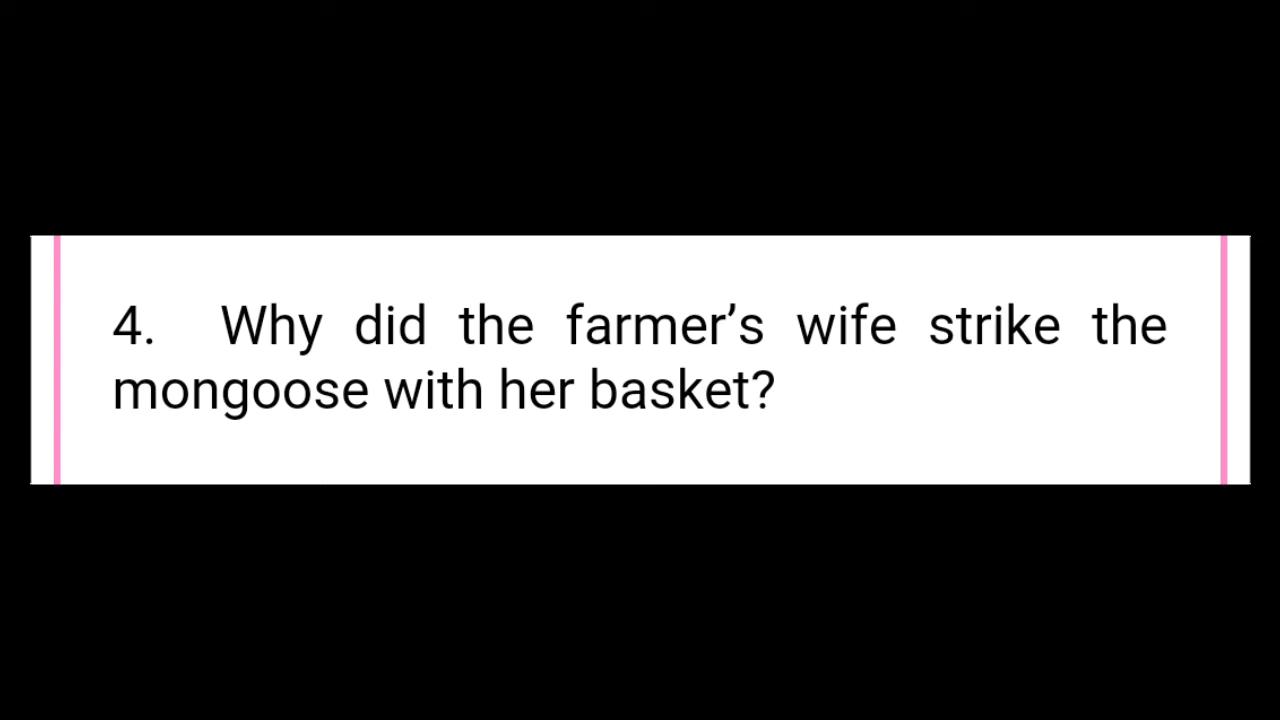 4. Why did the farmer’s wife strike the
mongoose with her basket?